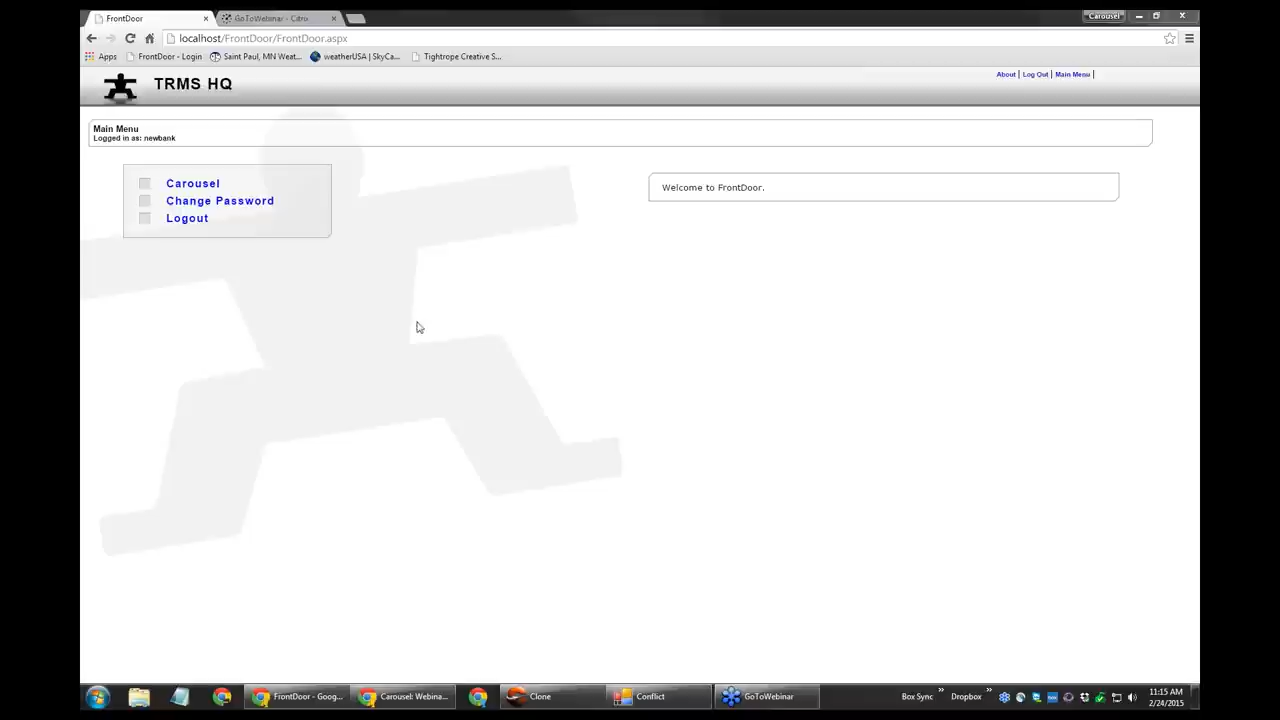 FrontDoor
GoToWebinar - Citrix
Carousel
localhost/FrontDoor/FrontDoor.aspx
Apps
FrontDoor - Login
Saint Paul, MN Weat...
weatherUSA | SkyCa...
Tightrope Creative S...
TRMS HQ
About | Log Out | Main Menu |
Main Menu
Logged in as: newbank
Carousel
Change Password
Logout
Welcome to FrontDoor.
FrontDoor - Goog...
Carousel: Webina...
Clone
Conflict
GoToWebinar
Box Sync
Dropbox
11:15 AM
2/24/2015